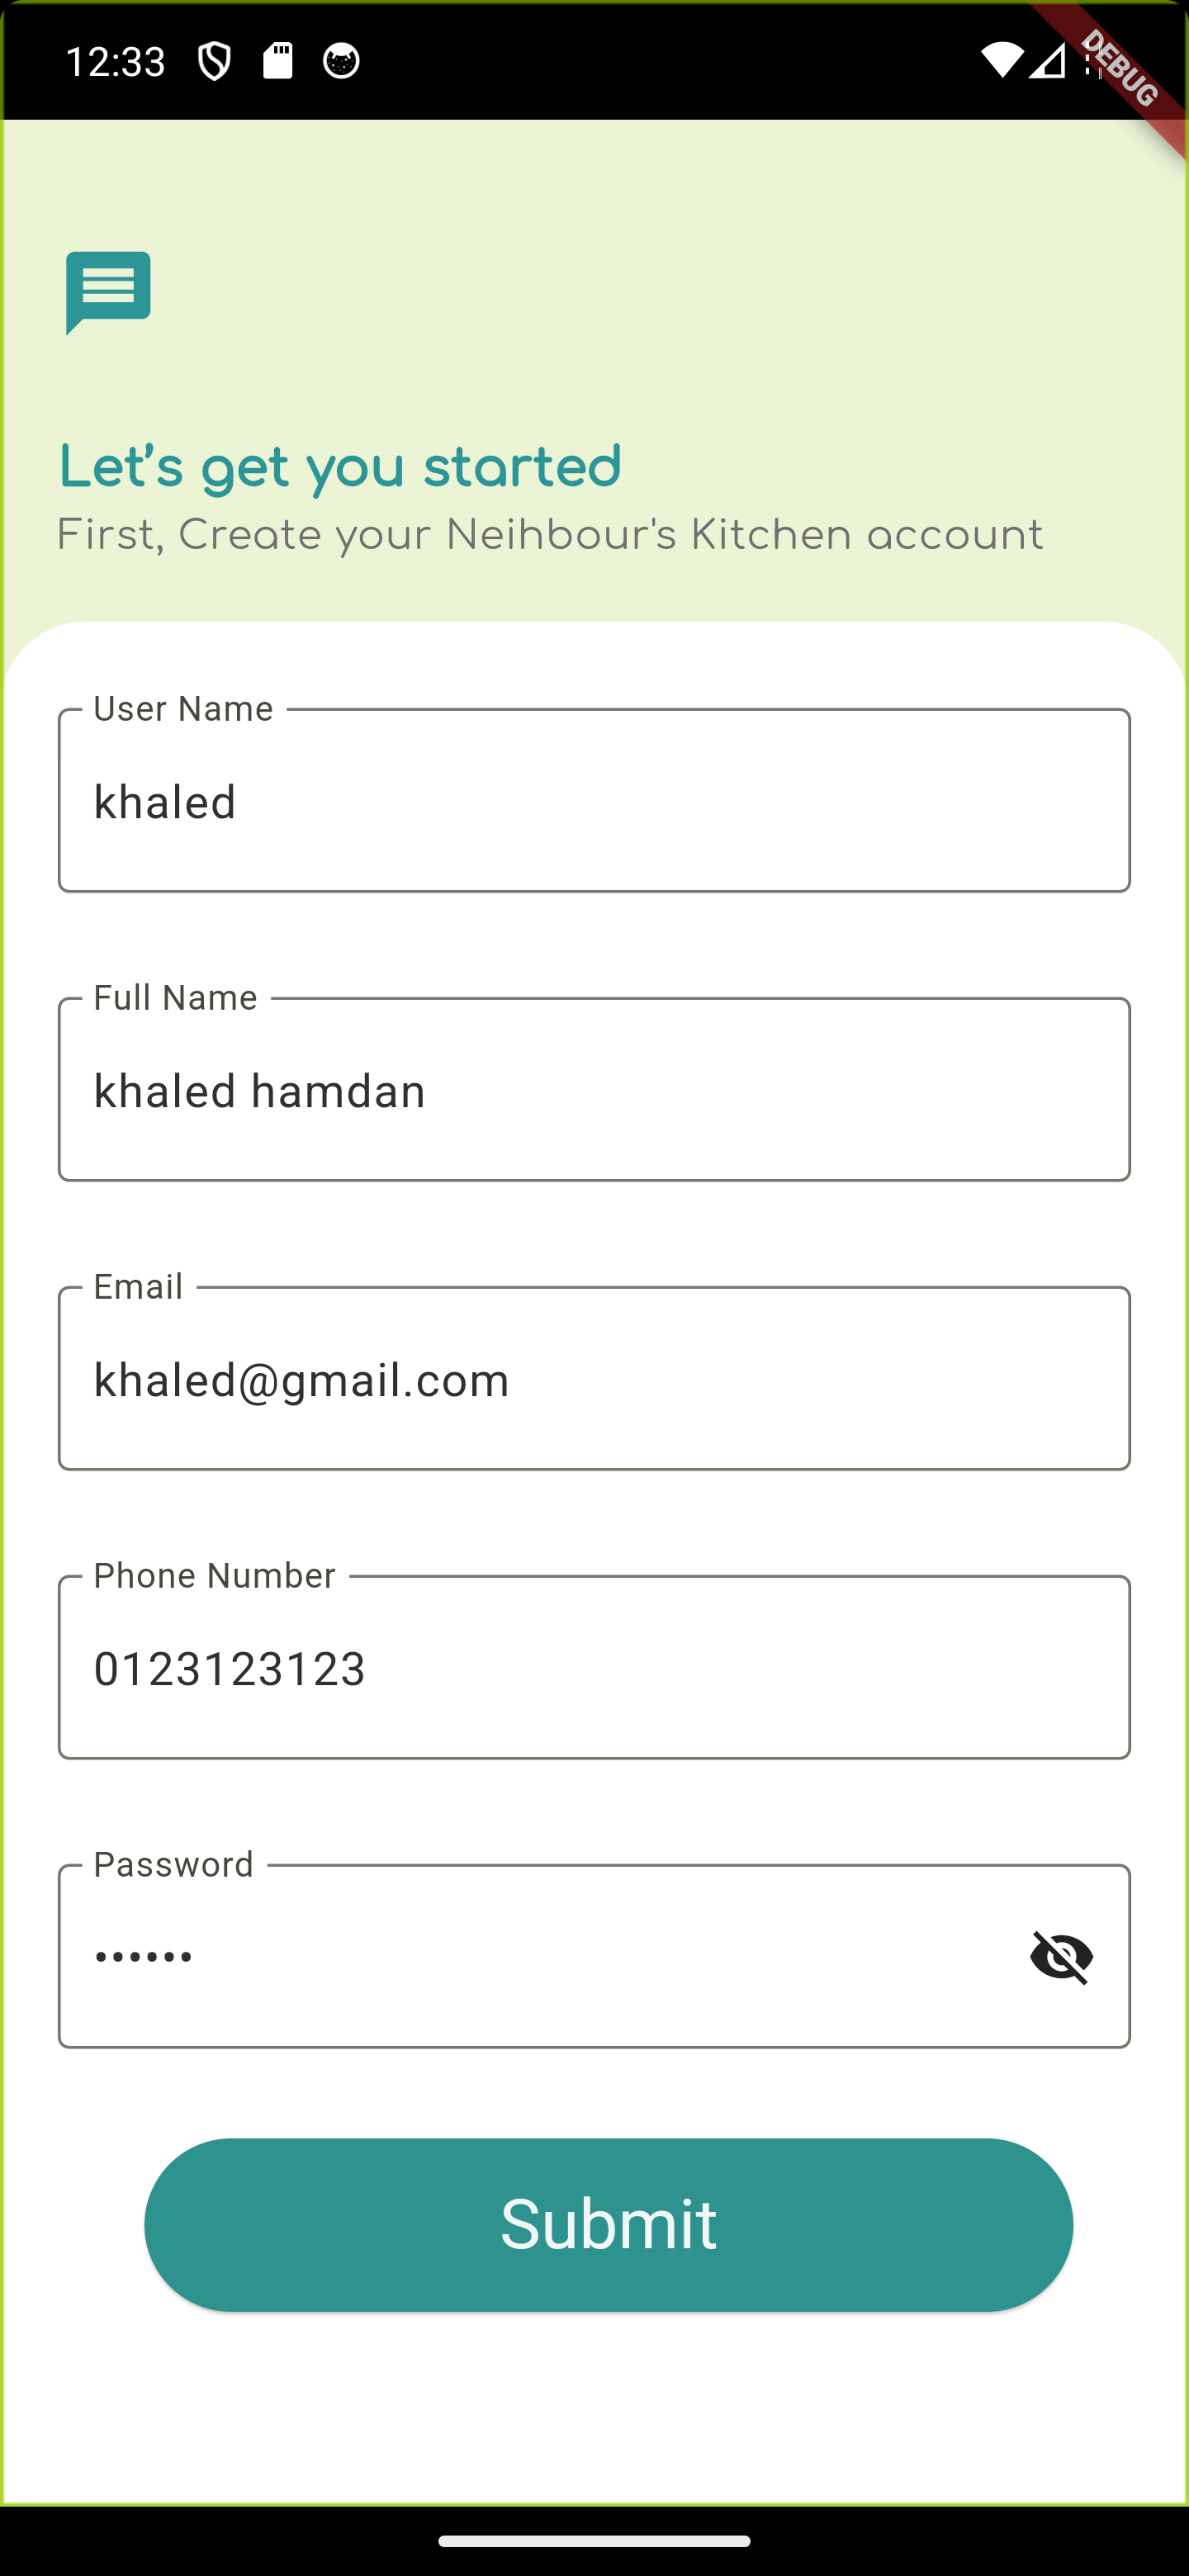 12:33
DEBUG
Let's get you started
First, Create your Neihbour's Kitchen account
User Name
khaled
Full Name
khaled hamdan
Email
khaled@gmail.com
Phone Number
0123123123
Password
••••••
Submit